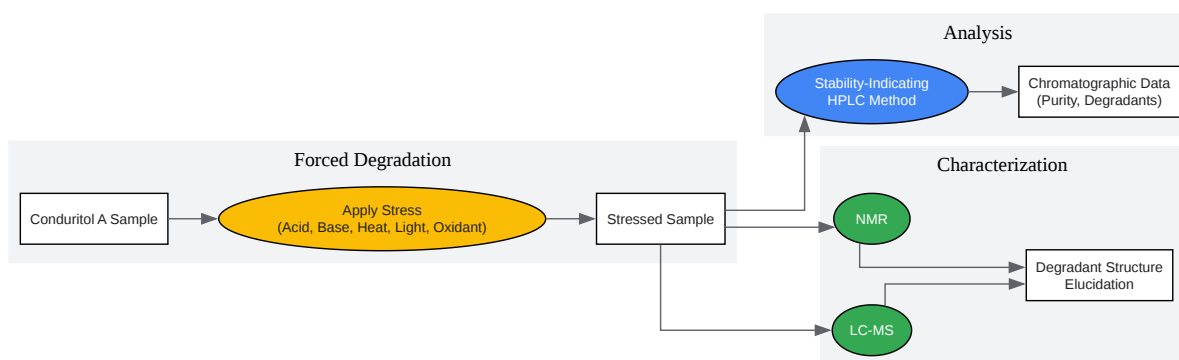 Analysis
Stability-Indicating
HPLC Method
Chromatographic Data
(Purity, Degradants)
Forced Degradation
Conduritol A Sample
Apply Stress
(Acid, Base, Heat, Light, Oxidant)
Stressed Sample
Characterization
NMR
LC-MS
Degradant Structure
Elucidation